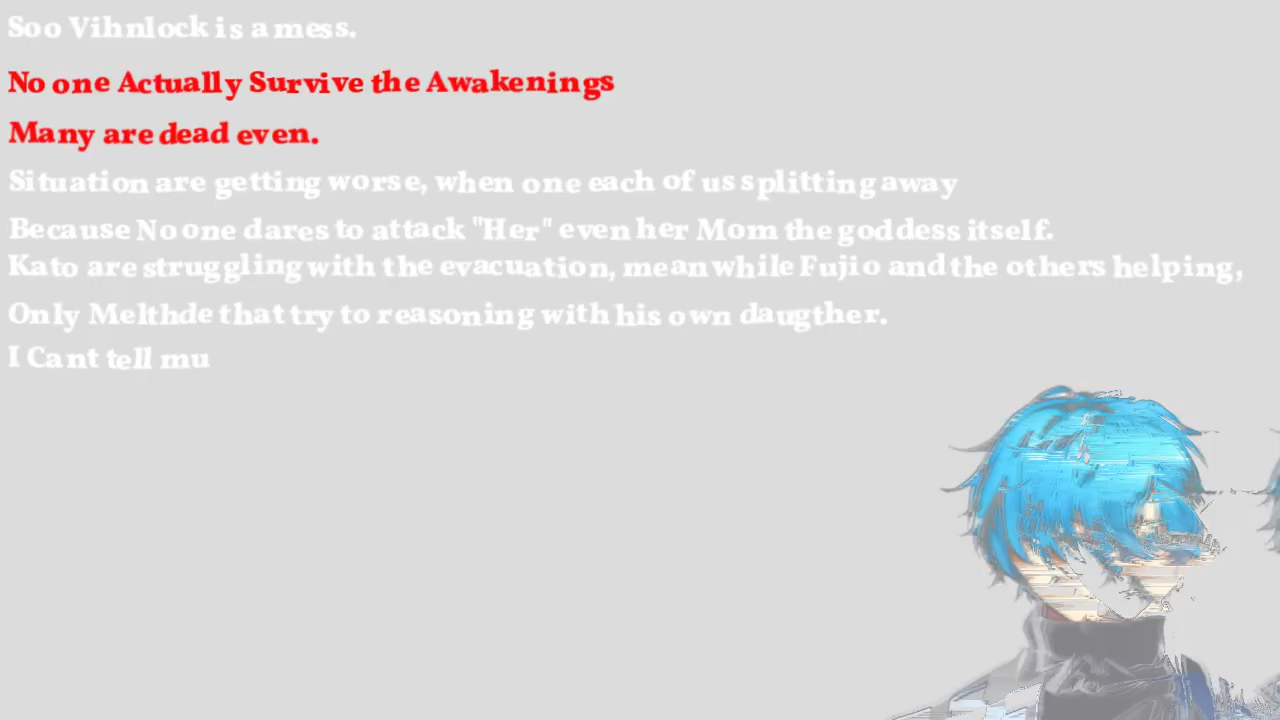 Soo Vihnlock is a mess.
No one Actually Survive the Awakenings
Many are dead even.
Situation are getting worse, when one each of us splitting away
Because No one dares to attack "Her" even her Mom the goddess itself.
Kato are struggling with the evacuation, meanwhile Fujio and the others helping,
Only Melthde that try to reasoning with his own daugther.
I Cant tell mu